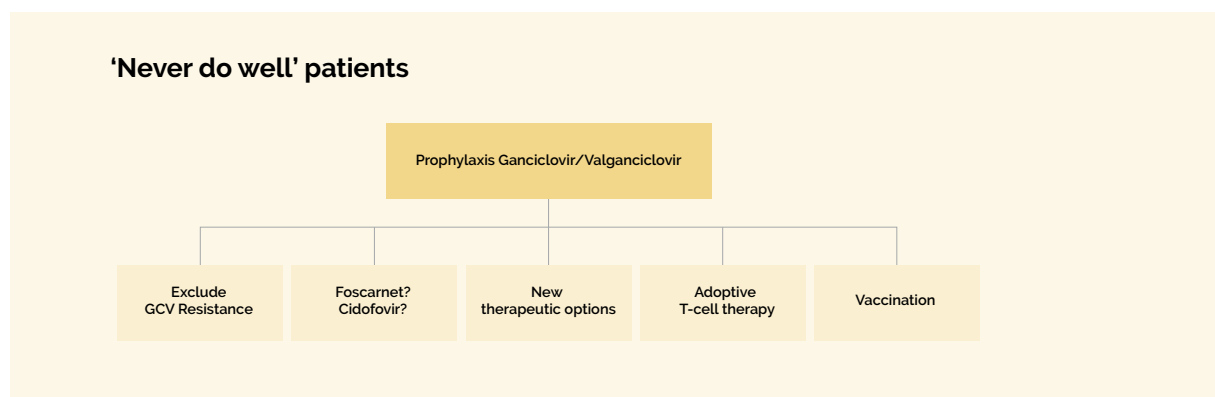 ‘Never do well’ patients
Prophylaxis Ganciclovir/Valganciclovir
Exclude
GCV Resistance
Foscarnet?
Cidofovir?
New
therapeutic options
Adoptive
T-cell therapy
Vaccination